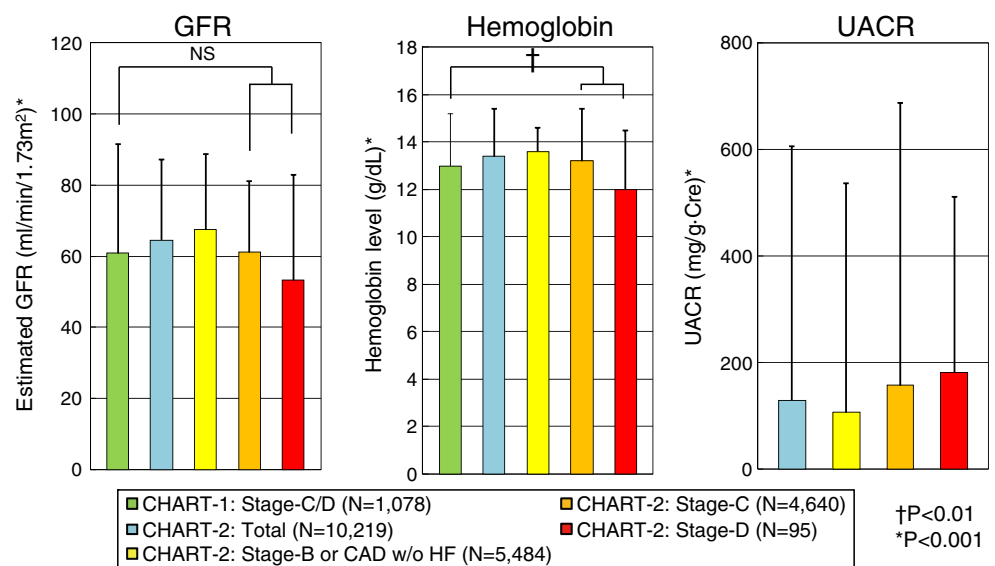 GFR
Hemoglobin
UACR
Estimated GFR (ml/min/1.73m²)*
120
100
80
60
40
20
0
NS
Hemoglobin level (g/dL)*
18
16
14
12
10
8
6
4
2
0
†
UACR (mg/g·Cre)*
800
600
400
200
0
CHART-1: Stage-C/D (N=1,078)
CHART-2: Total (N=10,219)
CHART-2: Stage-B or CAD w/o HF (N=5,484)
CHART-2: Stage-C (N=4,640)
CHART-2: Stage-D (N=95)
†P<0.01
*P<0.001